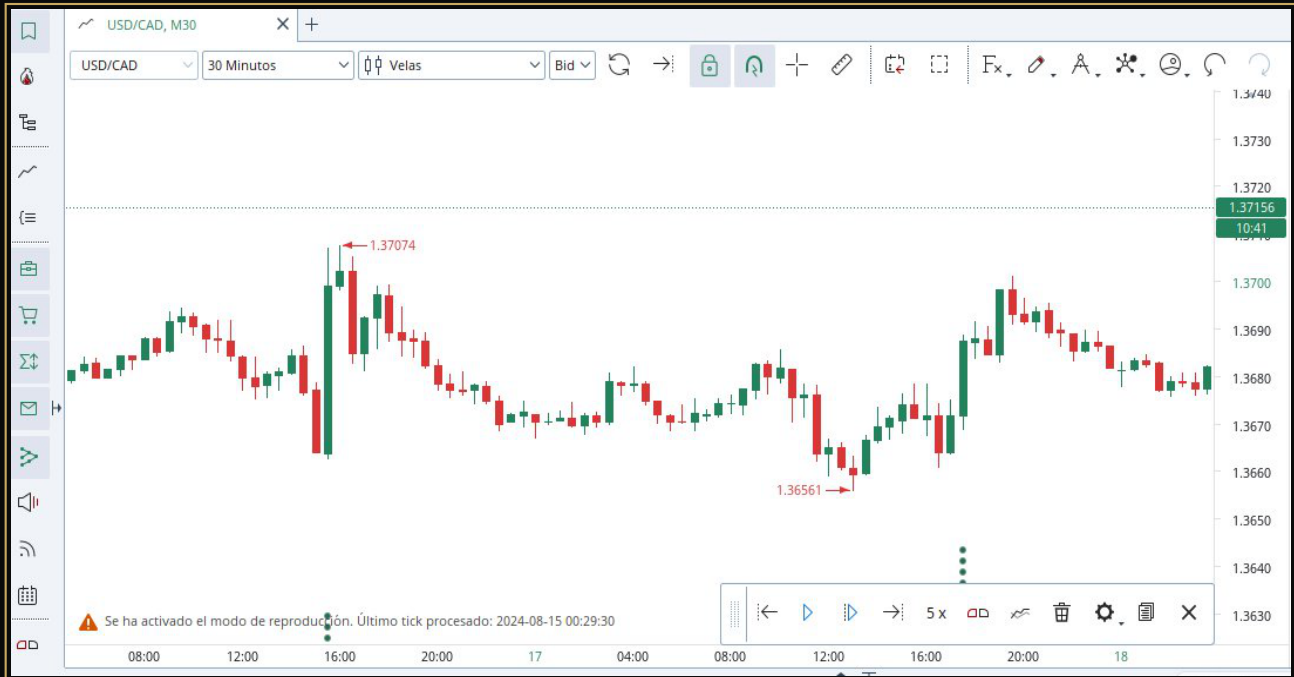 USD/CAD, M30
USD/CAD
30 Minutos
Velas
Bid
5 x
1.3740
1.3730
1.3720
1.37156
10:41
1.3700
1.3690
1.3680
1.3670
1.3660
1.3650
1.3640
1.3630
1.37074
1.36561
Se ha activado el modo de reproducción. Último tick procesado: 2024-08-15 00:29:30
08:00 12:00 16:00 20:00 17 04:00 08:00 12:00 16:00 20:00 18